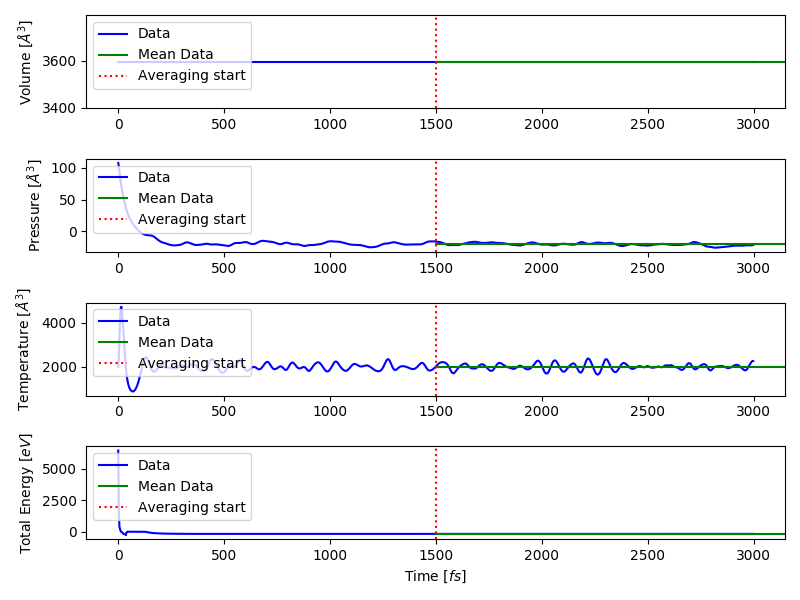 Volume [Å³]
3600
3400
Data
Mean Data
Averaging start
0 500 1000 1500 2000 2500 3000
Pressure [Å³]
100
50
0
Data
Mean Data
Averaging start
0 500 1000 1500 2000 2500 3000
Temperature [Å³]
4000
2000
Data
Mean Data
Averaging start
0 500 1000 1500 2000 2500 3000
Total Energy [eV]
5000
2500
0
Data
Mean Data
Averaging start
0 500 1000 1500 2000 2500 3000
Time [fs]